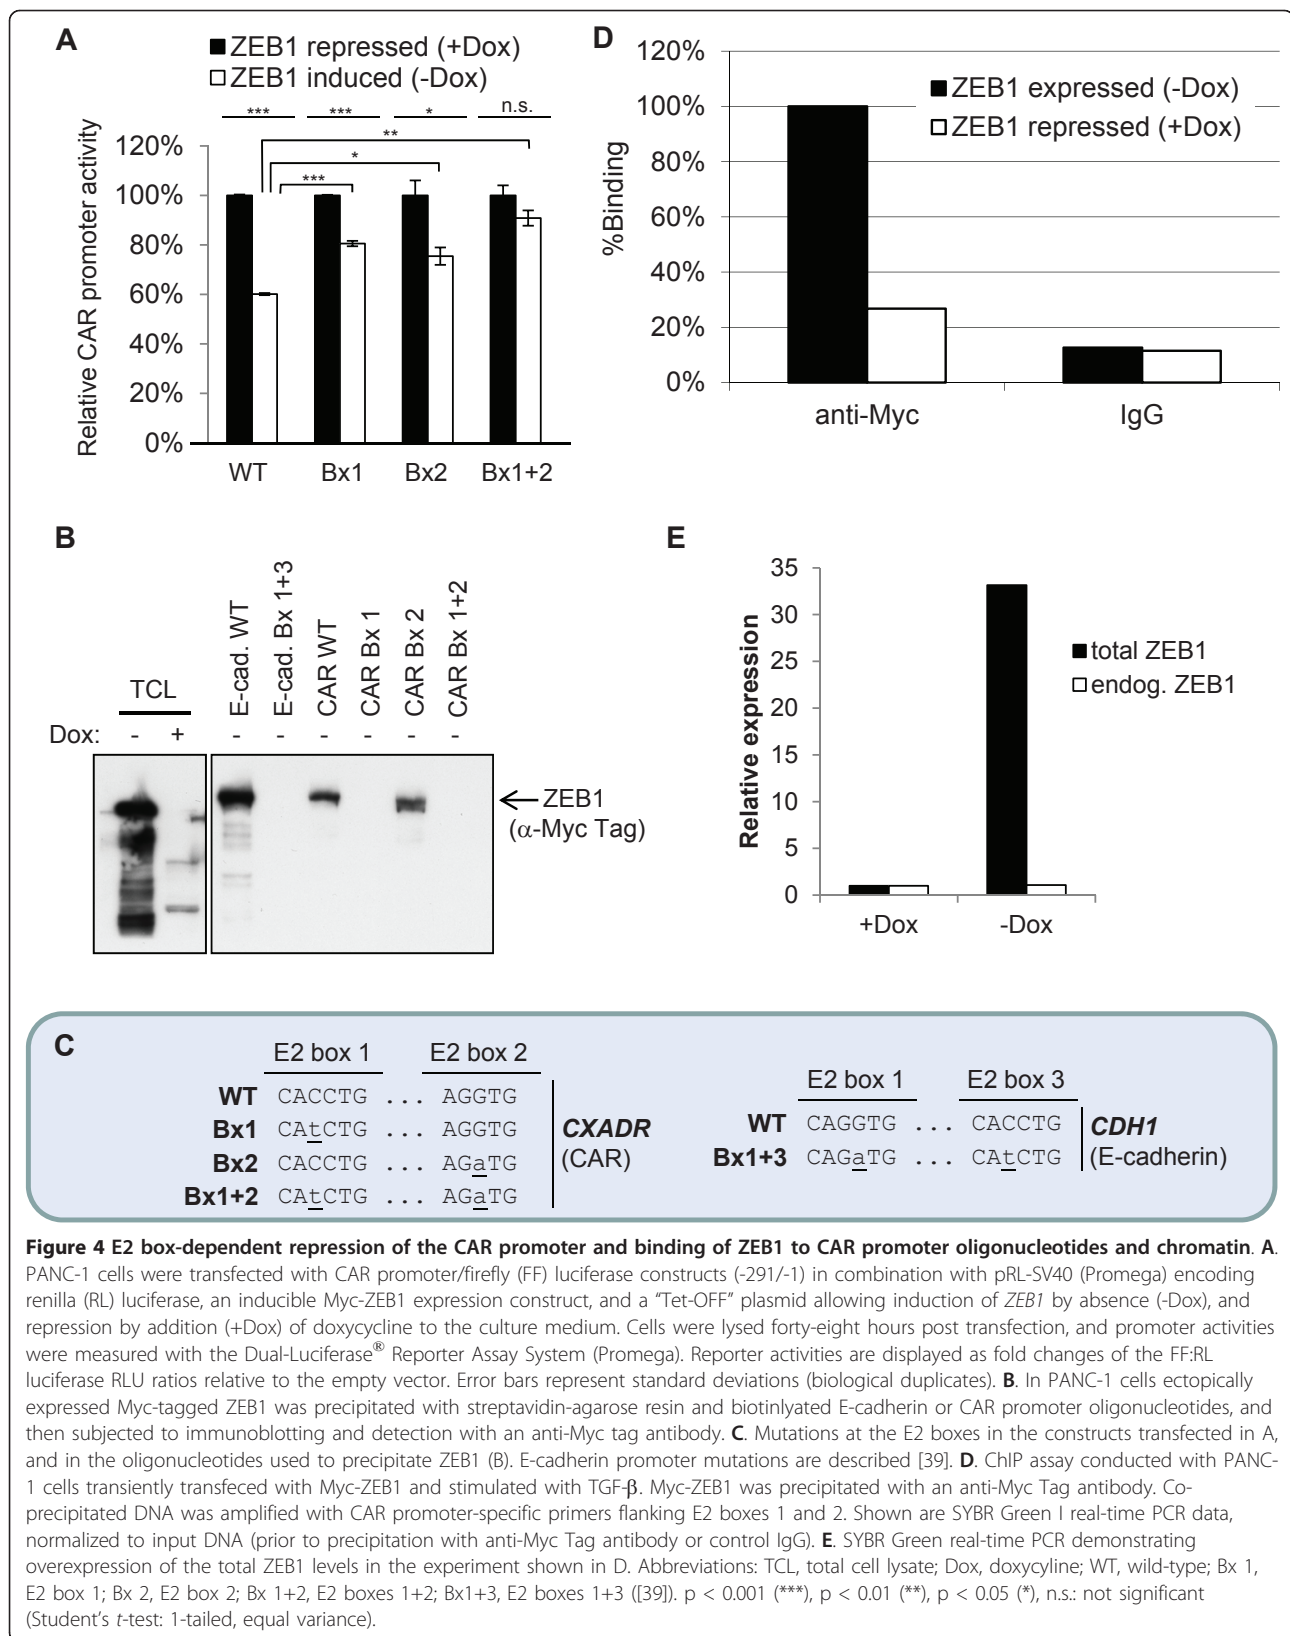 A
■ ZEB1 repressed (+Dox)
□ ZEB1 induced (-Dox)
*** *** * n.s.
**
*
***
Relative CAR promoter activity
120%
100%
80%
60%
40%
20%
0%
WT Bx1 Bx2 Bx1+2
D
%Binding
120%
100%
80%
60%
40%
20%
0%
■ ZEB1 expressed (-Dox)
□ ZEB1 repressed (+Dox)
anti-Myc IgG
B
TCL
E-cad. WT
E-cad. Bx 1+3
CAR WT
CAR Bx 1
CAR Bx 2
CAR Bx 1+2
Dox: - + - - - - - -
← ZEB1
(α-Myc Tag)
E
Relative expression
35
30
25
20
15
10
5
0
+Dox -Dox
■ total ZEB1
□ endog. ZEB1
C
E2 box 1 E2 box 2
WT CACCTG ... AGGTG
Bx1 CAtCTG ... AGGTG
Bx2 CACCTG ... AGaTG
Bx1+2 CAtCTG ... AGaTG
CXADR
(CAR)
E2 box 1 E2 box 3
WT CAGGTG ... CACCTG
Bx1+3 CAGaTG ... CAtCTG
CDH1
(E-cadherin)
Figure 4 E2 box-dependent repression of the CAR promoter and binding of ZEB1 to CAR promoter oligonucleotides and chromatin. A.
PANC-1 cells were transfected with CAR promoter/firefly (FF) luciferase constructs (-291/-1) in combination with pRL-SV40 (Promega) encoding
renilla (RL) luciferase, an inducible Myc-ZEB1 expression construct, and a "Tet-OFF" plasmid allowing induction of ZEB1 by absence (-Dox), and
repression by addition (+Dox) of doxycycline to the culture medium. Cells were lysed forty-eight hours post transfection, and promoter activities
were measured with the Dual-Luciferase® Reporter Assay System (Promega). Reporter activities are displayed as fold changes of the FF:RL
luciferase RLU ratios relative to the empty vector. Error bars represent standard deviations (biological duplicates). B. In PANC-1 cells ectopically
expressed Myc-tagged ZEB1 was precipitated with streptavidin-agarose resin and biotinlyated E-cadherin or CAR promoter oligonucleotides, and
then subjected to immunoblotting and detection with an anti-Myc tag antibody. C. Mutations at the E2 boxes in the constructs transfected in A,
and in the oligonucleotides used to precipitate ZEB1 (B). E-cadherin promoter mutations are described [39]. D. ChIP assay conducted with PANC-
1 cells transiently transfeced with Myc-ZEB1 and stimulated with TGF-β. Myc-ZEB1 was precipitated with an anti-Myc Tag antibody. Co-
precipitated DNA was amplified with CAR promoter-specific primers flanking E2 boxes 1 and 2. Shown are SYBR Green I real-time PCR data,
normalized to input DNA (prior to precipitation with anti-Myc Tag antibody or control IgG). E. SYBR Green real-time PCR demonstrating
overexpression of the total ZEB1 levels in the experiment shown in D. Abbreviations: TCL, total cell lysate; Dox, doxycyline; WT, wild-type; Bx 1,
E2 box 1; Bx 2, E2 box 2; Bx 1+2, E2 boxes 1+2; Bx1+3, E2 boxes 1+3 ([39]). p < 0.001 (***), p < 0.01 (**), p < 0.05 (*), n.s.: not significant
(Student's t-test: 1-tailed, equal variance).